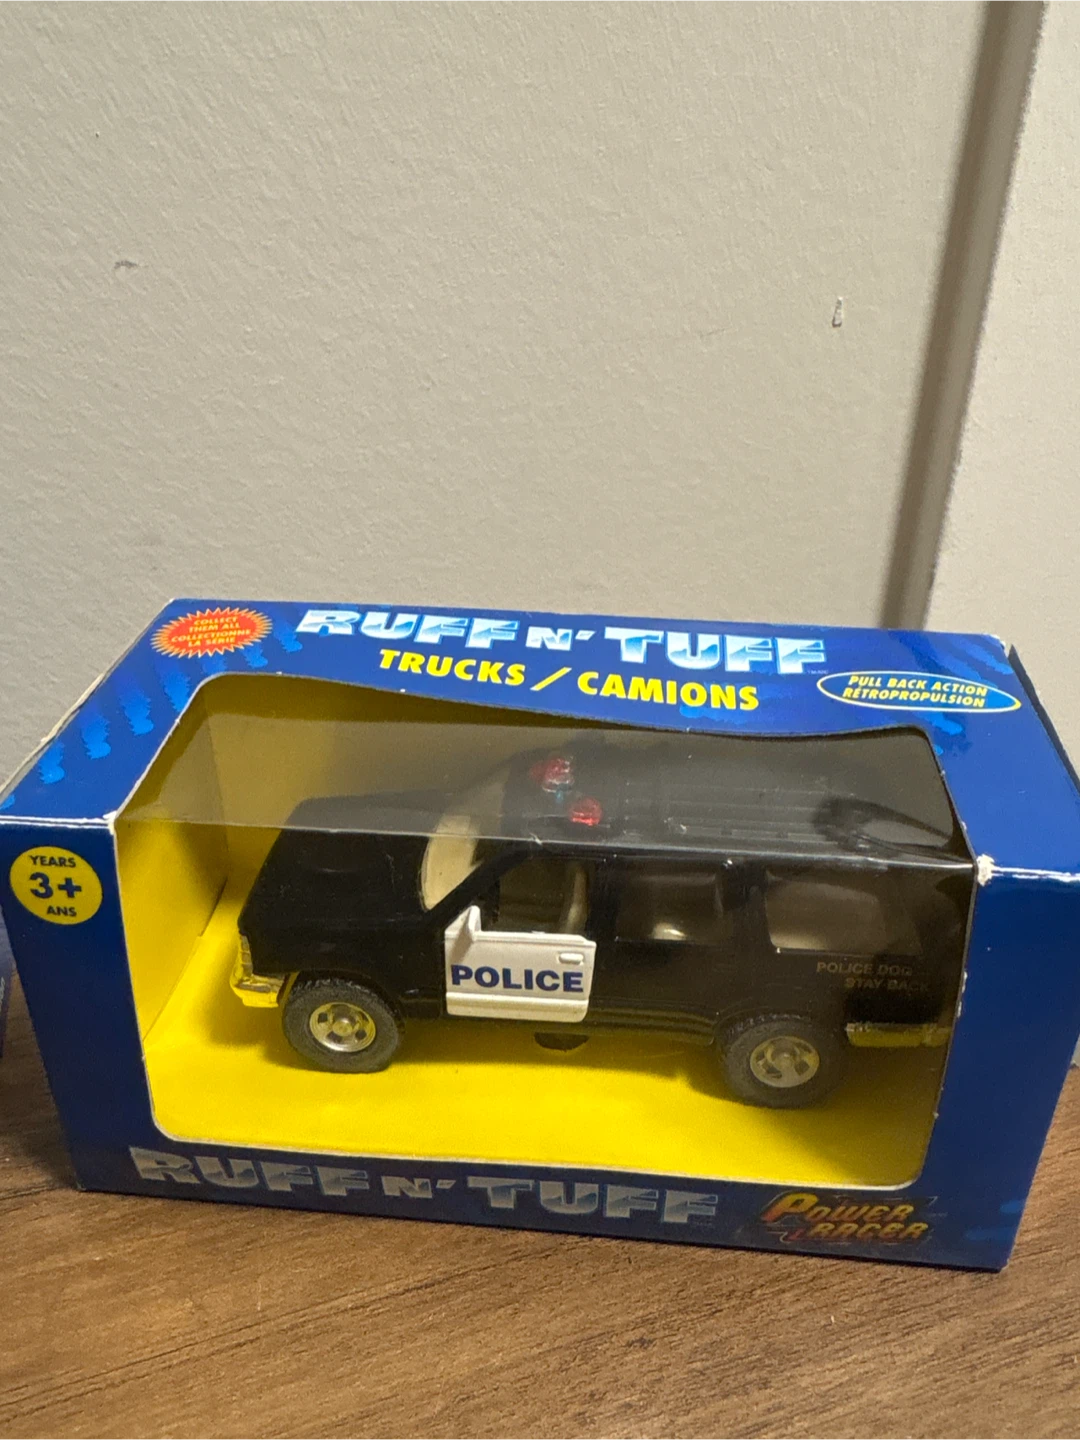 COLLECT
THEM ALL
COLLECTIONNE
LA SÉRIE
RUFF N' TUFF
TRUCKS / CAMIONS
PULL BACK ACTION
RÉTROPROPULSION
YEARS
3+
ANS
POLICE
POLICE DOG
STAY BACK
RUFF N' TUFF
POWER
RACER